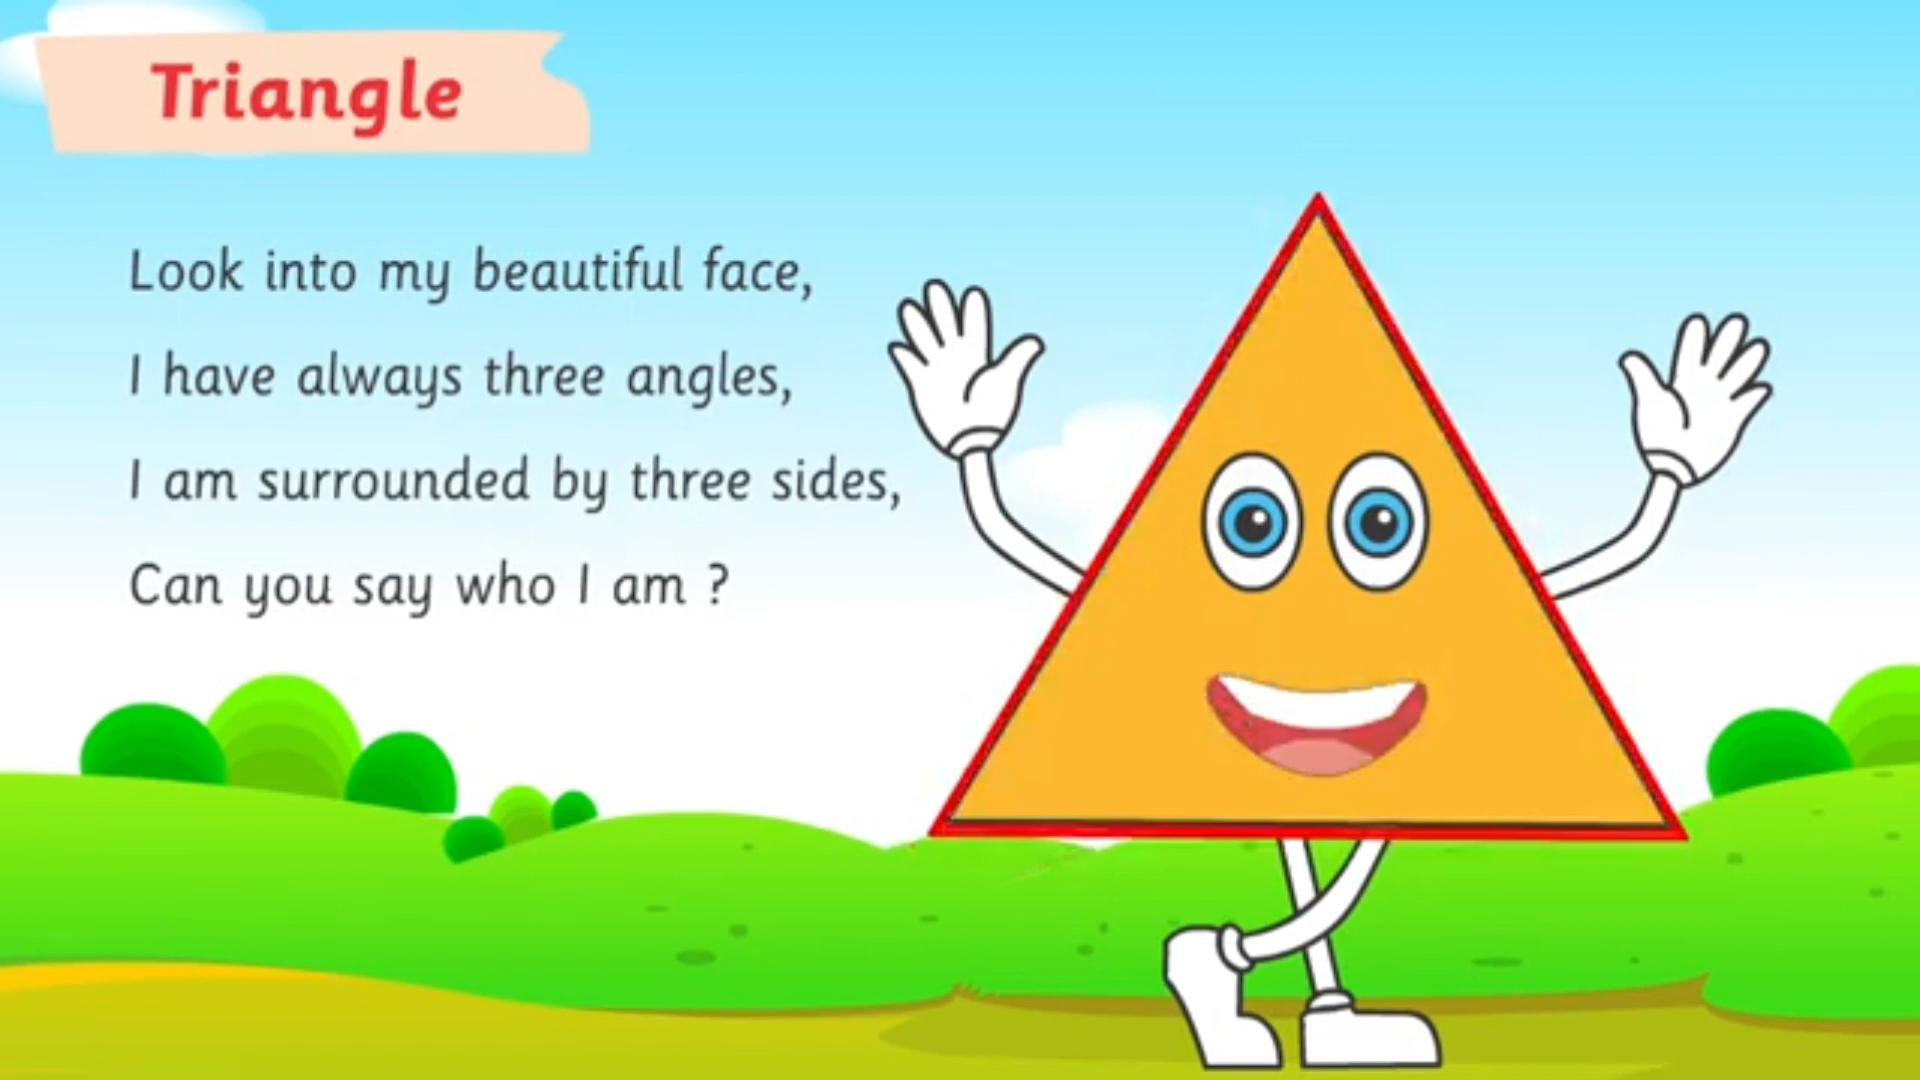 Triangle
Look into my beautiful face,
I have always three angles,
I am surrounded by three sides,
Can you say who I am ?